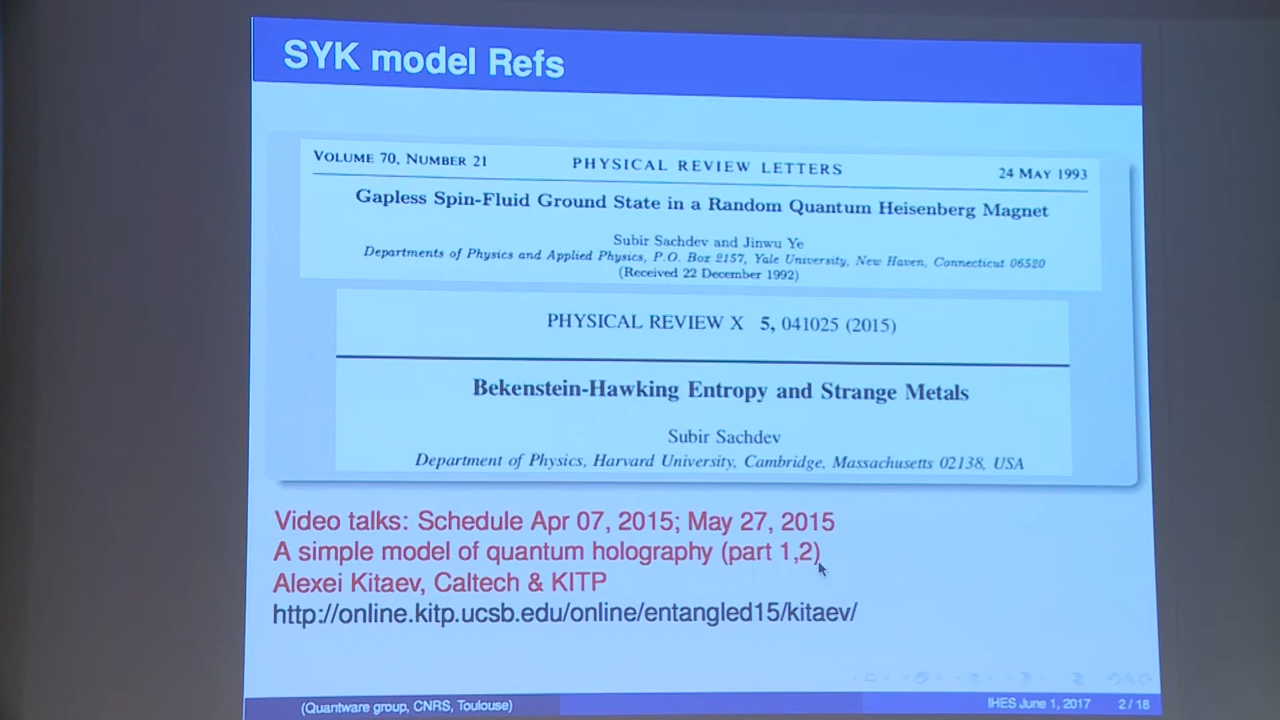 SYK model Refs
VOLUME 70, NUMBER 21 PHYSICAL REVIEW LETTERS 24 MAY 1993
Gapless Spin-Fluid Ground State in a Random Quantum Heisenberg Magnet
Subir Sachdev and Jinwu Ye
Departments of Physics and Applied Physics, P.O. Box 2157, Yale University, New Haven, Connecticut 06520
(Received 22 December 1992)
PHYSICAL REVIEW X 5, 041025 (2015)
Bekenstein-Hawking Entropy and Strange Metals
Subir Sachdev
Department of Physics, Harvard University, Cambridge, Massachusetts 02138, USA
Video talks: Schedule Apr 07, 2015; May 27, 2015
A simple model of quantum holography (part 1,2)
Alexei Kitaev, Caltech & KITP
http://online.kitp.ucsb.edu/online/entangled15/kitaev/
(Quantware group, CNRS, Toulouse) IHES June 1, 2017 2 / 18